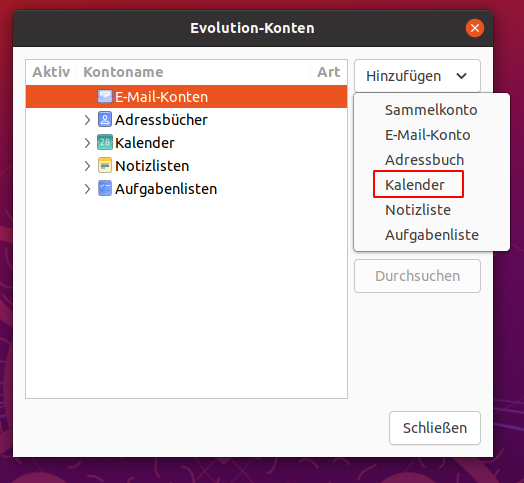 Evolution-Konten
Aktiv Kontoname Art
Hinzufügen
E-Mail-Konten
Adressbücher
Kalender
28
Notizlisten
Aufgabenlisten
Sammelkonto
E-Mail-Konto
Adressbuch
Kalender
Notizliste
Aufgabenliste
Durchsuchen
Schließen